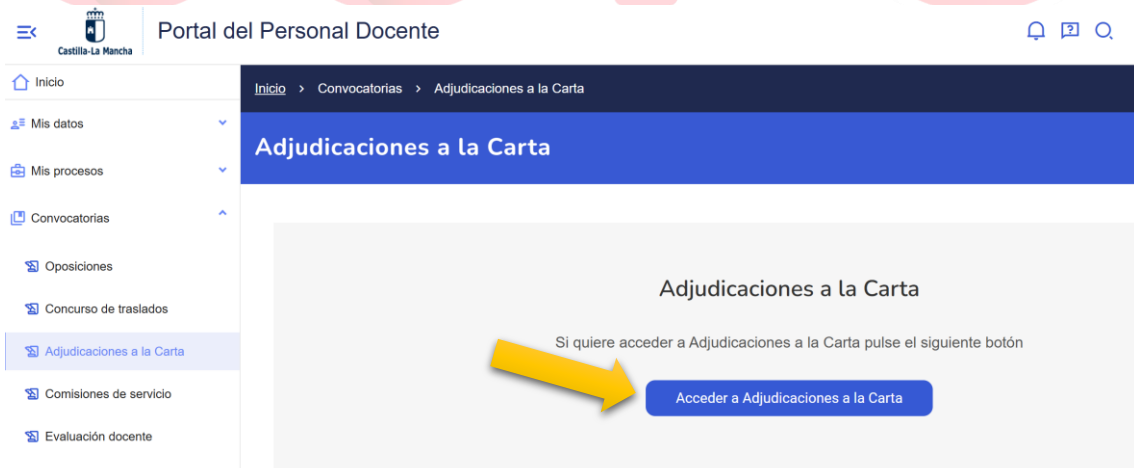 Castilla-La Mancha
Portal del Personal Docente
Inicio
Mis datos
Mis procesos
Convocatorias
Oposiciones
Concurso de traslados
Adjudicaciones a la Carta
Comisiones de servicio
Evaluación docente
Inicio > Convocatorias > Adjudicaciones a la Carta
Adjudicaciones a la Carta
Adjudicaciones a la Carta
Si quiere acceder a Adjudicaciones a la Carta pulse el siguiente botón
Acceder a Adjudicaciones a la Carta